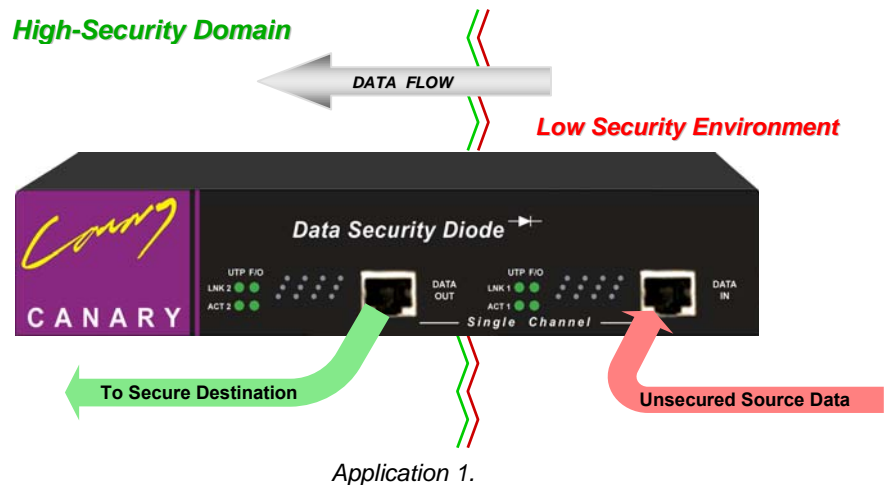 High-Security Domain
DATA FLOW
Low Security Environment
Canary
CANARY
Data Security Diode
UTP F/O
LNK 2
ACT 2
DATA OUT
UTP F/O
LNK 1
ACT 1
DATA IN
Single Channel
To Secure Destination
Unsecured Source Data
Application 1.